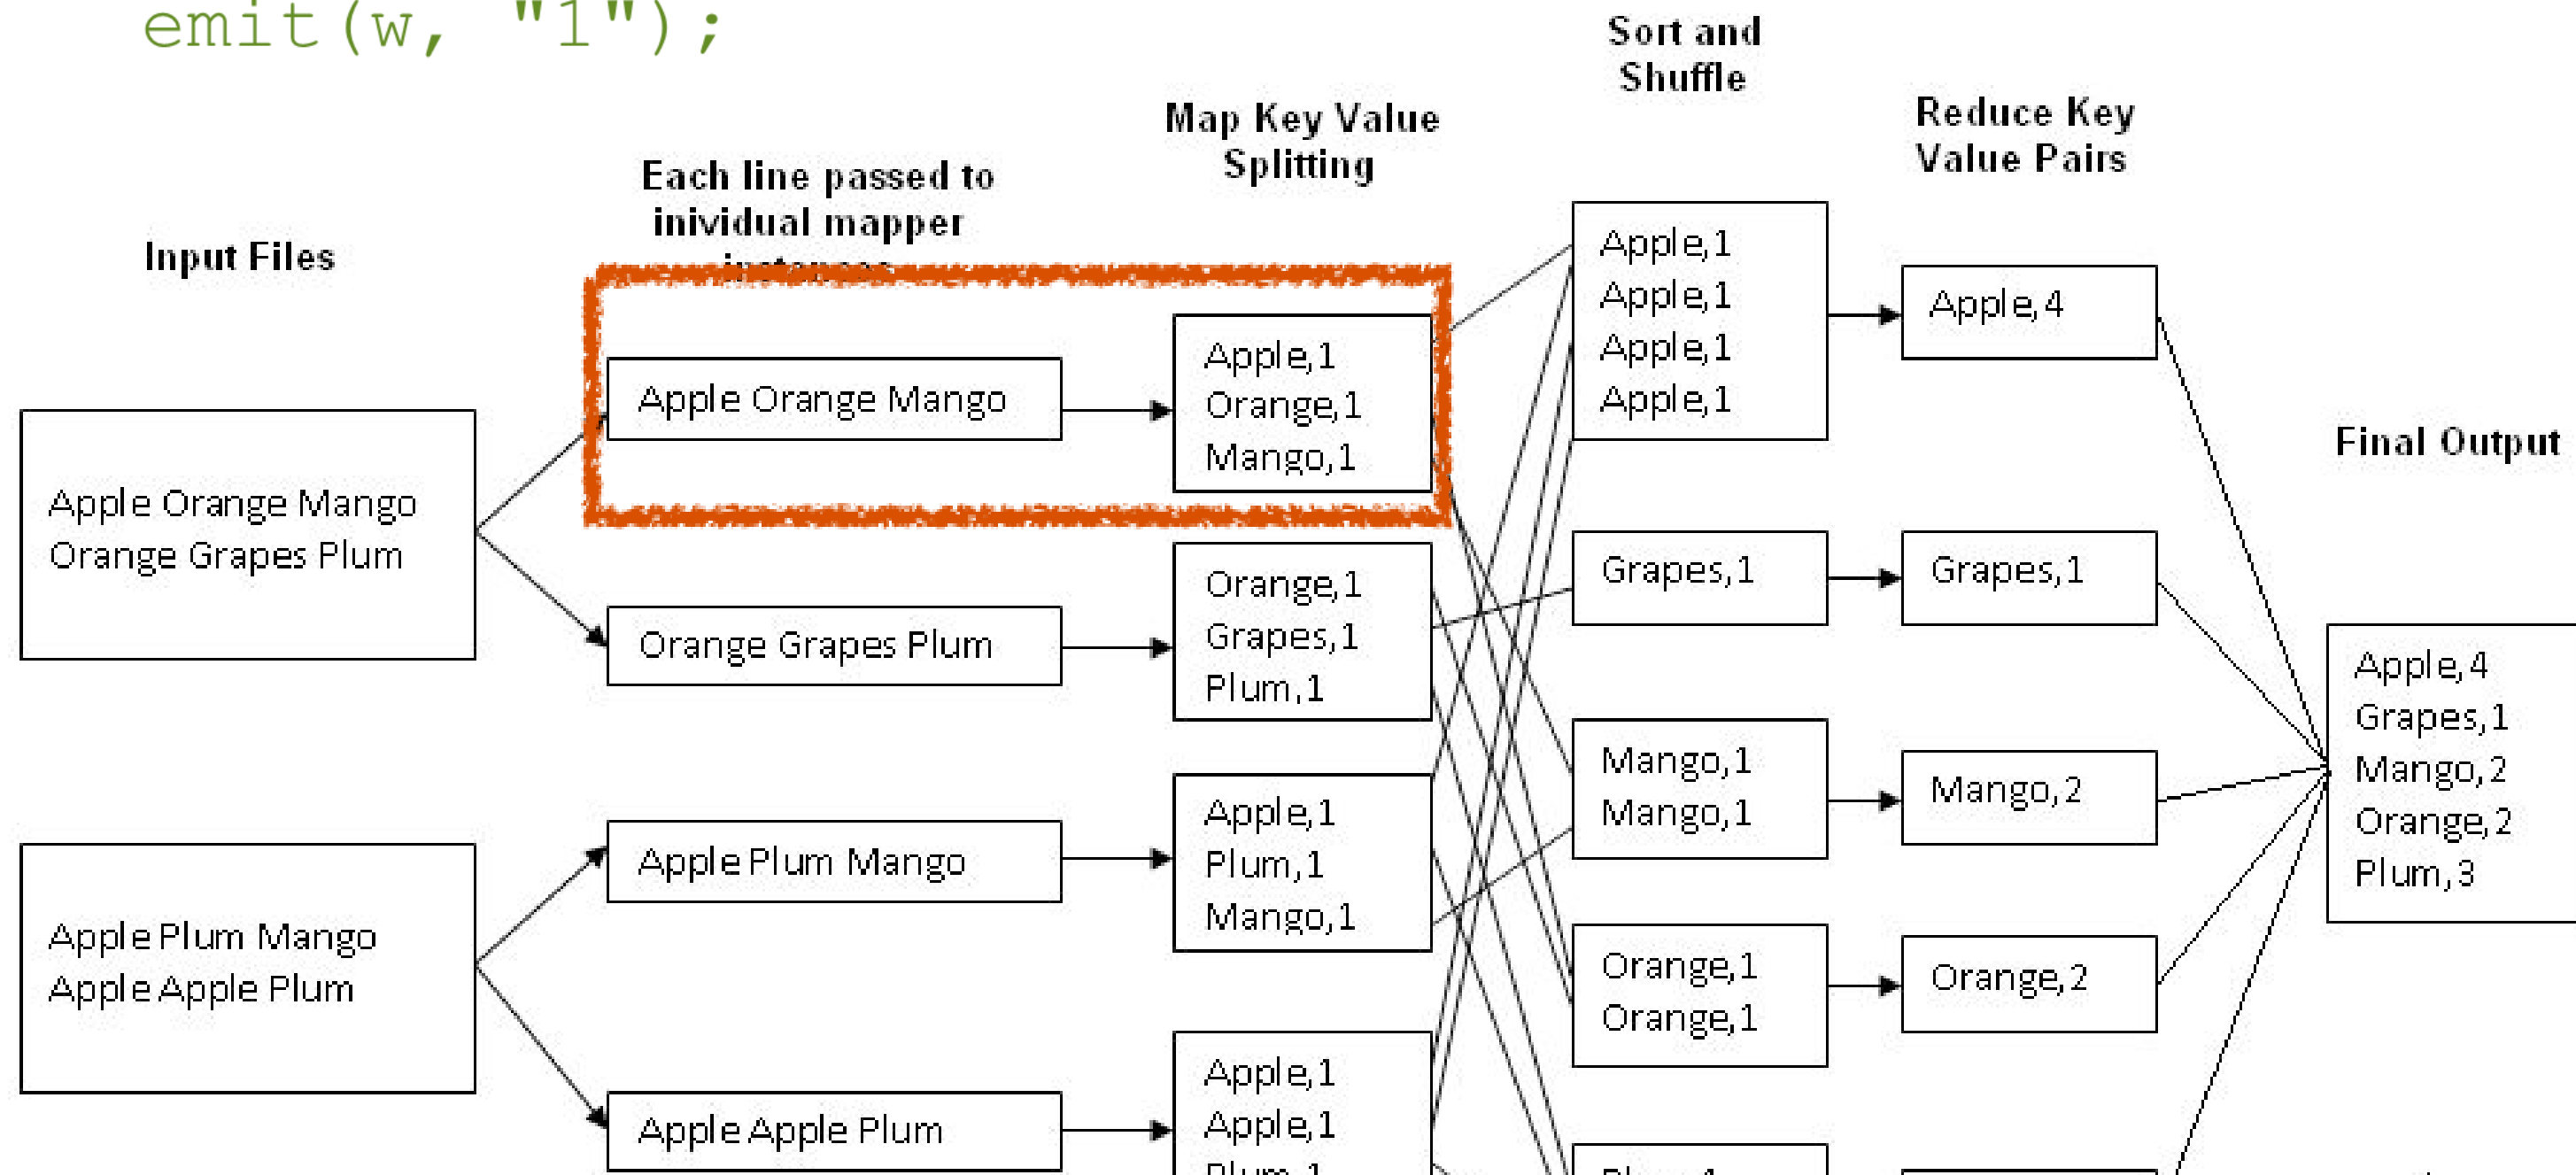 emit(w, "1");
Input Files
Each line passed to
inividual mapper
instances
Map Key Value
Splitting
Sort and
Shuffle
Reduce Key
Value Pairs
Final Output
Apple Orange Mango
Orange Grapes Plum
Apple Plum Mango
Apple Apple Plum
Apple Orange Mango
Orange Grapes Plum
Apple Plum Mango
Apple Apple Plum
Apple,1
Orange,1
Mango,1
Orange,1
Grapes,1
Plum,1
Apple,1
Plum,1
Mango,1
Apple,1
Apple,1
Plum,1
Apple,1
Apple,1
Apple,1
Apple,1
Grapes,1
Mango,1
Mango,1
Orange,1
Orange,1
Apple,4
Grapes,1
Mango,2
Orange,2
Apple,4
Grapes,1
Mango,2
Orange,2
Plum,3